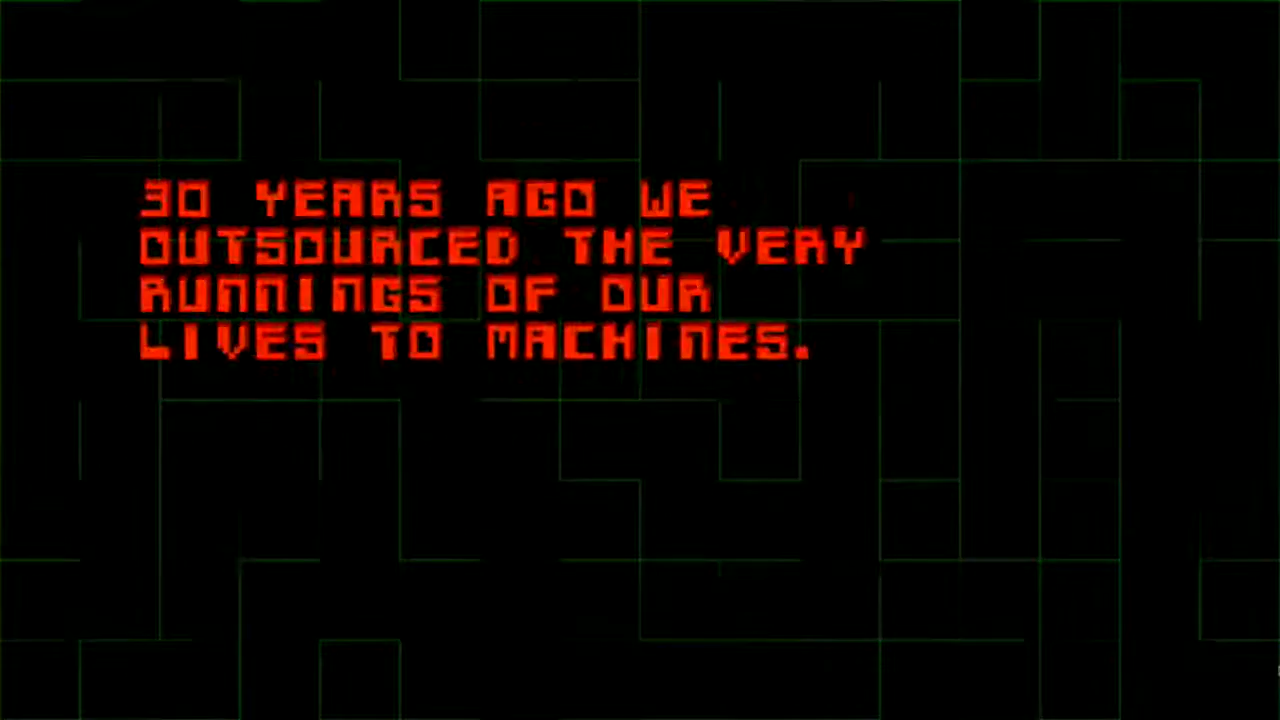 30 YEARS AGO WE
OUTSOURCED THE VERY
RUNNINGS OF OUR
LIVES TO MACHINES.